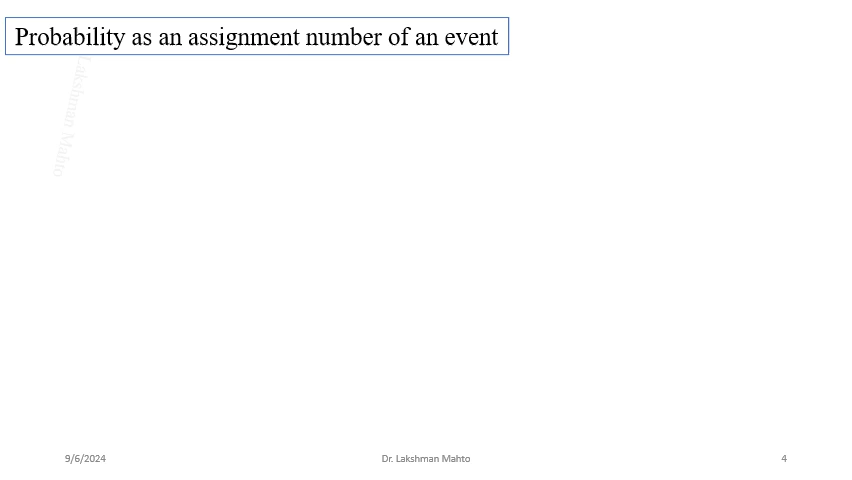 Probability as an assignment number of an event
Lakshman Mahto
9/6/2024
Dr. Lakshman Mahto
4